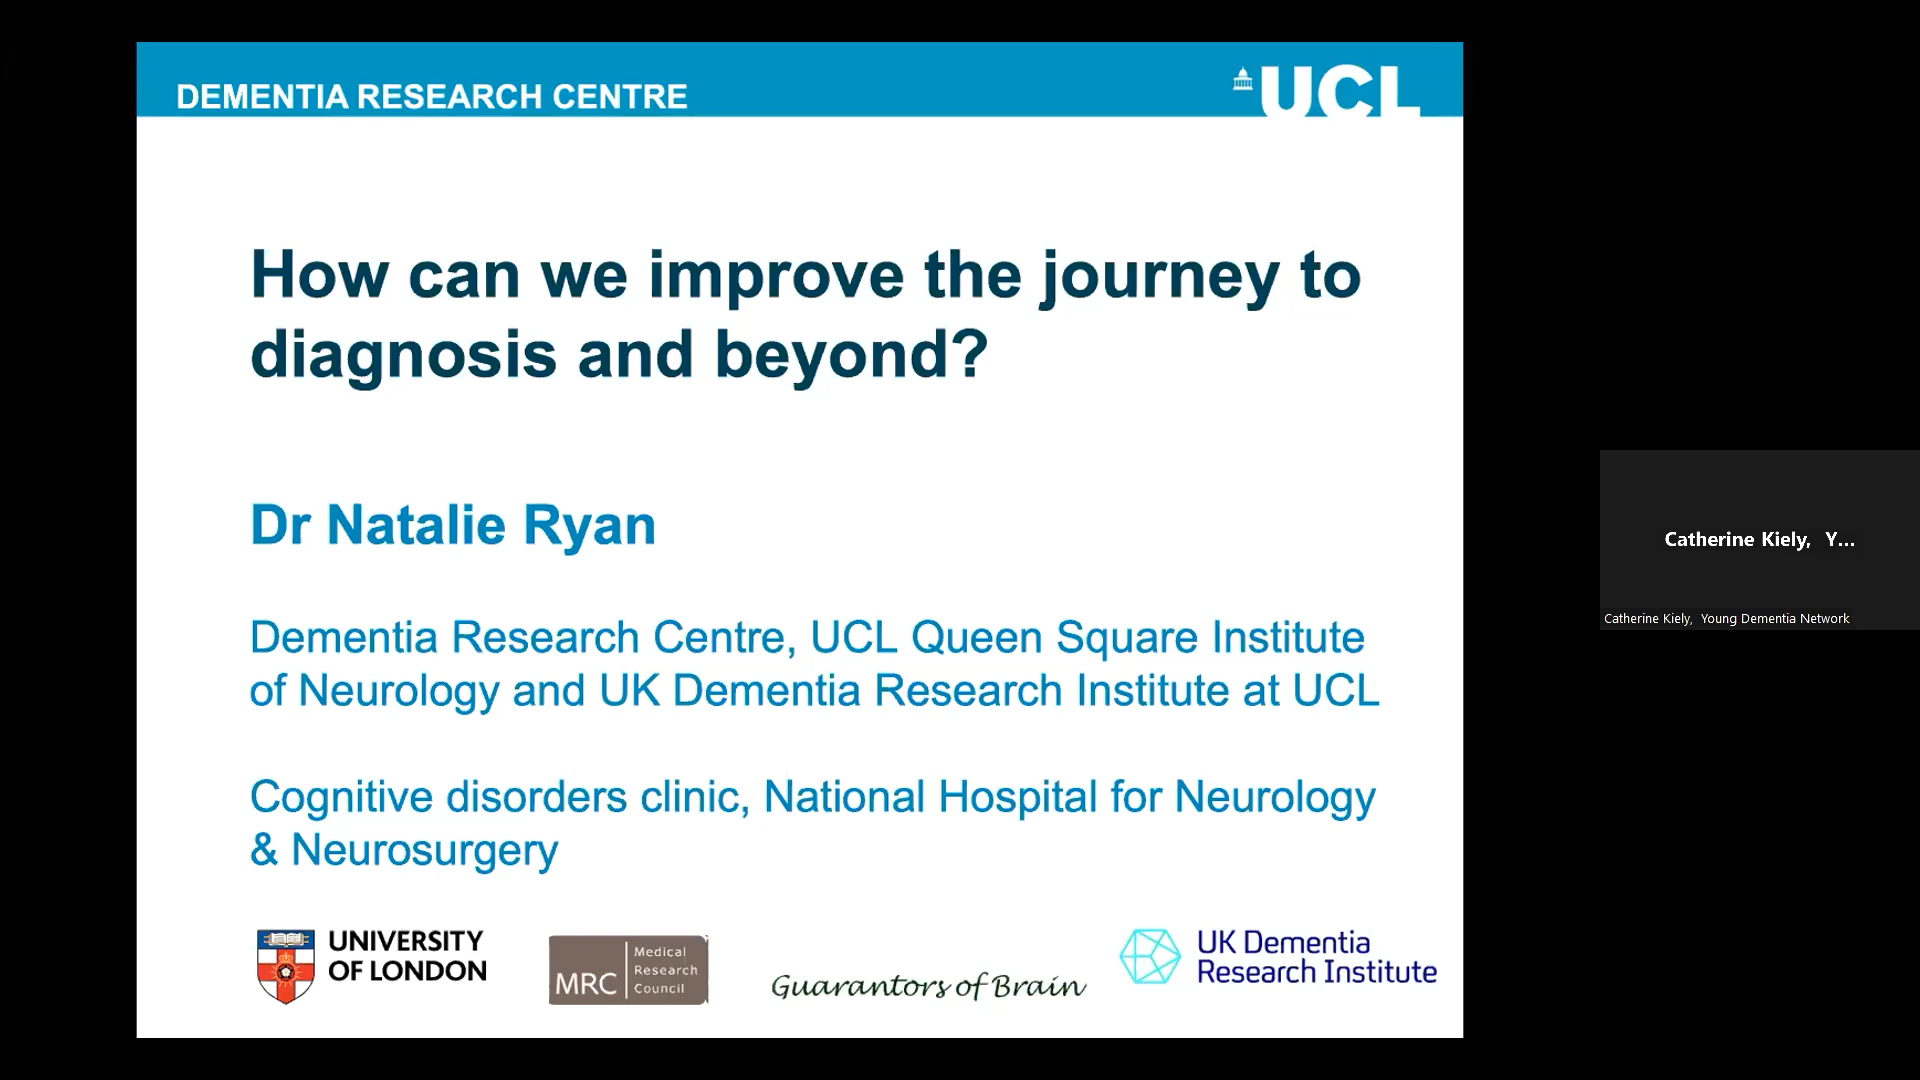 DEMENTIA RESEARCH CENTRE
UCL
How can we improve the journey to
diagnosis and beyond?
Dr Natalie Ryan
Dementia Research Centre, UCL Queen Square Institute
of Neurology and UK Dementia Research Institute at UCL
Cognitive disorders clinic, National Hospital for Neurology
& Neurosurgery
UNIVERSITY
OF LONDON
MRC
Medical
Research
Council
Guarantors of Brain
UK Dementia
Research Institute
Catherine Kiely, Y...
Catherine Kiely, Young Dementia Network